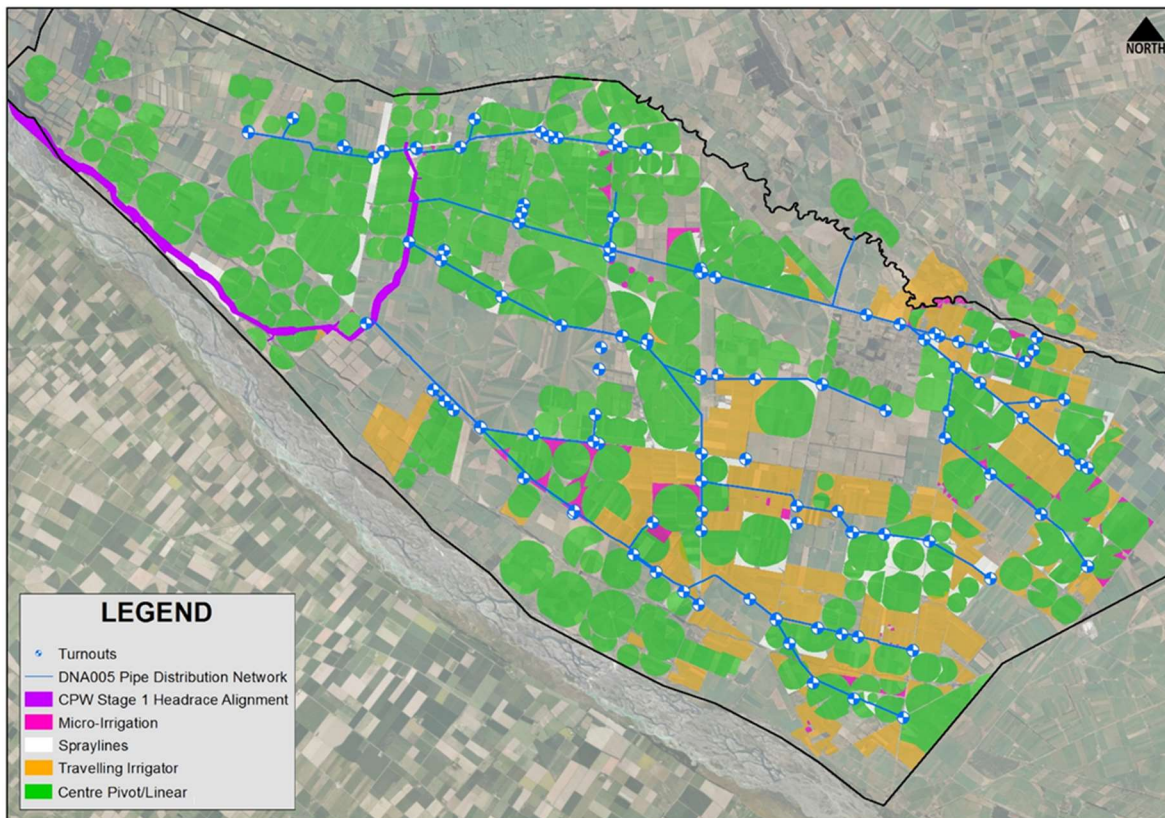 NORTH
LEGEND
Turnouts
DNA005 Pipe Distribution Network
CPW Stage 1 Headrace Alignment
Micro-Irrigation
Spraylines
Travelling Irrigator
Centre Pivot/Linear